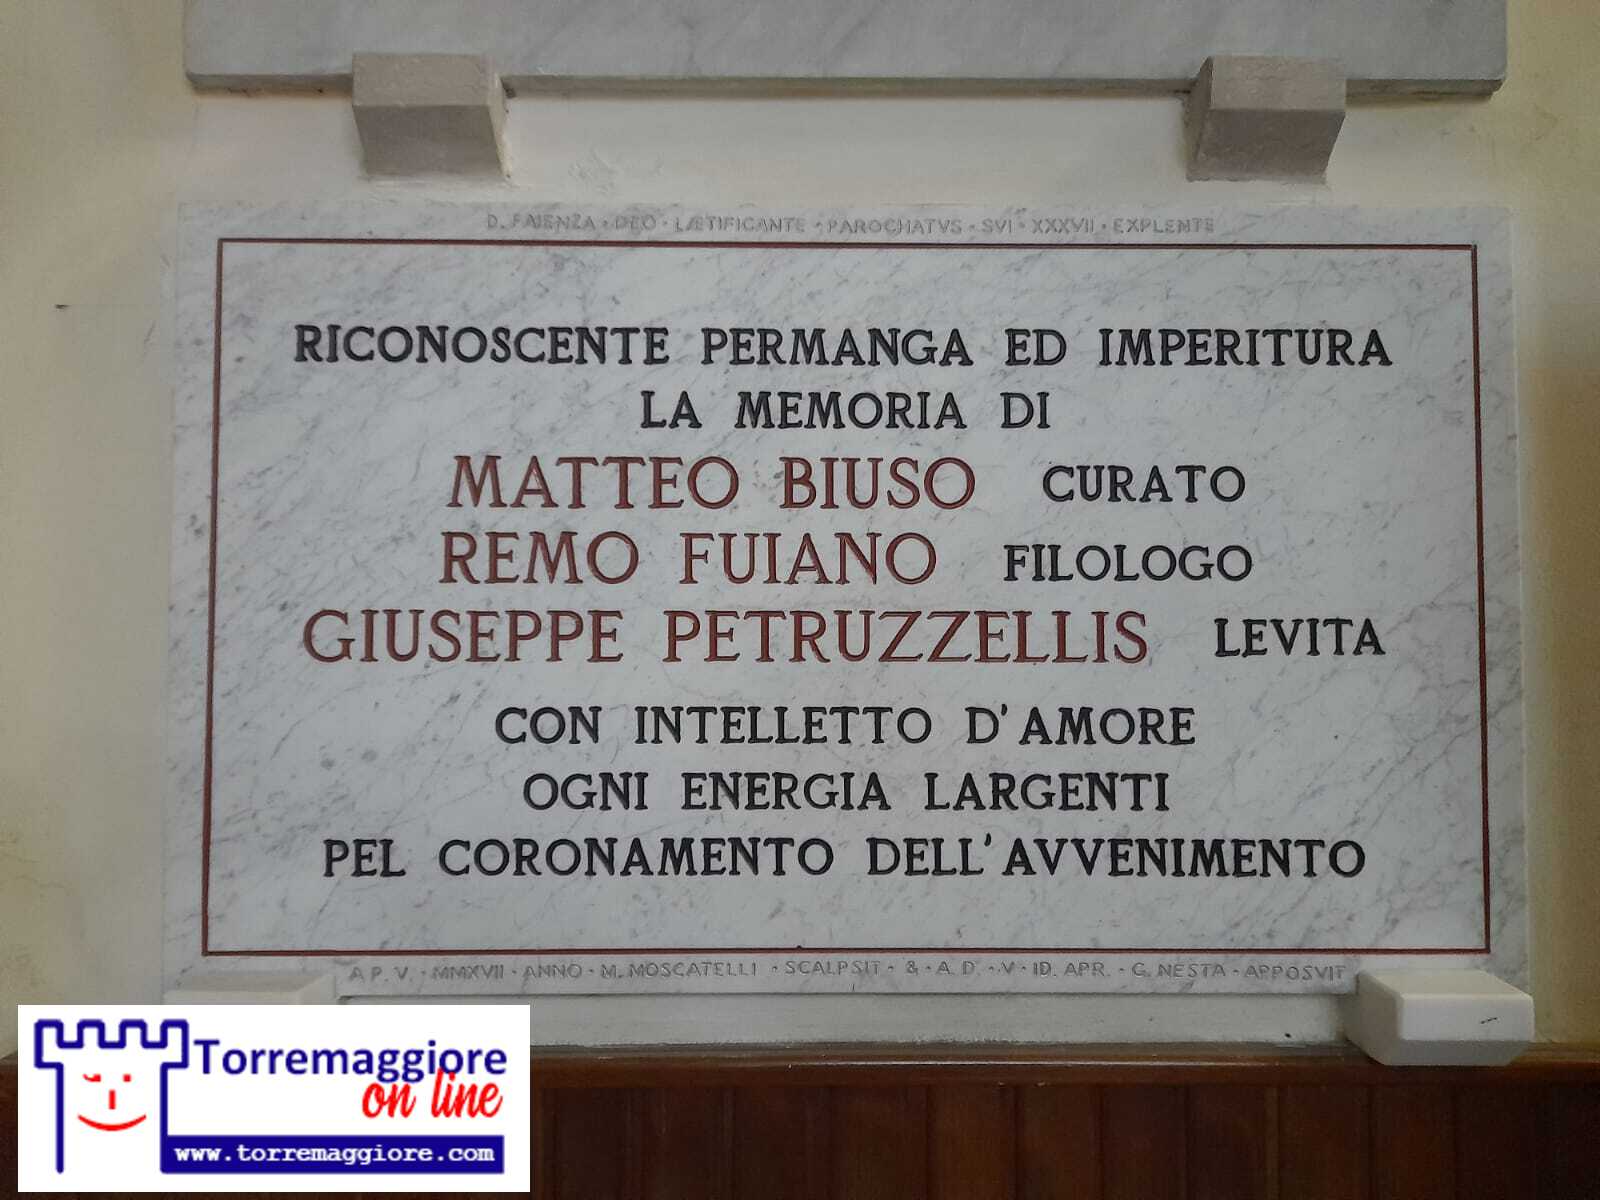 D. FAIENZA · DEO · LÆTIFICANTE · PAROCHATVS · SVI · XXXVII · EXPLENTE
RICONOSCENTE PERMANGA ED IMPERITURA
LA MEMORIA DI
MATTEO BIUSO CURATO
REMO FUIANO FILOLOGO
GIUSEPPE PETRUZZELLIS LEVITA
CON INTELLETTO D'AMORE
OGNI ENERGIA LARGENTI
PEL CORONAMENTO DELL'AVVENIMENTO
A P. V. · MMXVII · ANNO · M. MOSCATELLI · SCALPSIT · & · A. D. · V · ID. APR. · G. NESTA · APPOSVIT
Torremaggiore
on line
www.torremaggiore.com